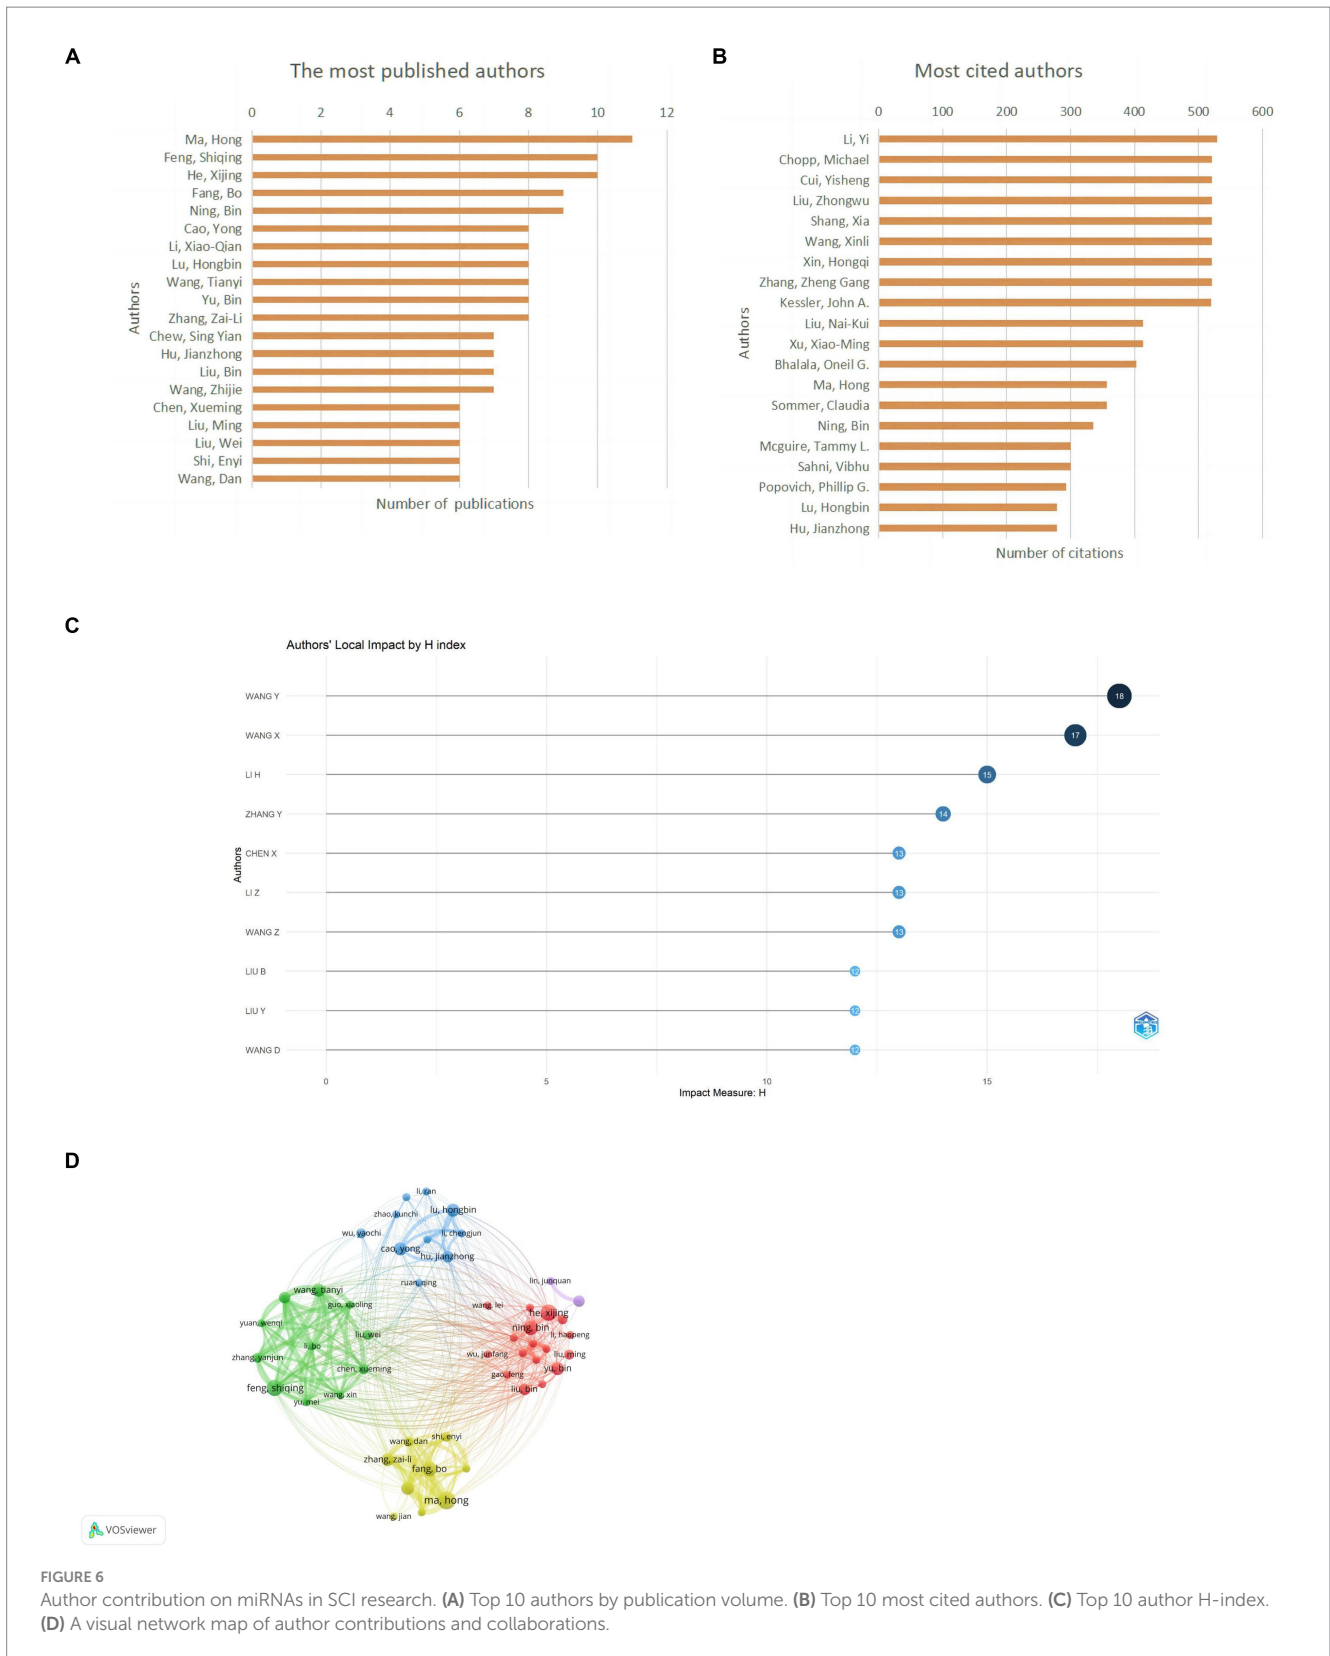 A
The most published authors
0 2 4 6 8 10 12
Ma, Hong
Feng, Shiqing
He, Xijing
Fang, Bo
Ning, Bin
Cao, Yong
Li, Xiao-Qian
Lu, Hongbin
Wang, Tianyi
Yu, Bin
Zhang, Zai-Li
Chew, Sing Yian
Hu, Jianzhong
Liu, Bin
Wang, Zhijie
Chen, Xueming
Liu, Ming
Liu, Wei
Shi, Enyi
Wang, Dan
Authors
Number of publications
B
Most cited authors
0 100 200 300 400 500 600
Li, Yi
Chopp, Michael
Cui, Yisheng
Liu, Zhongwu
Shang, Xia
Wang, Xinli
Xin, Hongqi
Zhang, Zheng Gang
Kessler, John A.
Liu, Nai-Kui
Xu, Xiao-Ming
Bhalala, Oneil G.
Ma, Hong
Sommer, Claudia
Ning, Bin
Mcguire, Tammy L.
Sahni, Vibhu
Popovich, Phillip G.
Lu, Hongbin
Hu, Jianzhong
Authors
Number of citations
C
Authors' Local Impact by H index
WANG Y 18
WANG X 17
LI H 15
ZHANG Y 14
CHEN X 13
LI Z 13
WANG Z 13
LIU B 12
LIU Y 12
WANG D 12
Authors
0 5 10 15
Impact Measure: H
D
li, ran
lu, hongbin
zhao, kunchi
wu, yaochi
li, chengjun
cao, yong
hu, jianzhong
ruan, ning
lin, junquan
wang, tianyi
guo, xiaoling
wang, lei
he, xijing
yuan, wenqi
ning, bin
liu, wei
li, haopeng
li, bo
zhang, yanjun
wu, junfang
liu, ming
chen, xueming
yu, bin
gao, feng
feng, shiqing
liu, bin
wang, xin
yu, mei
wang, dan
shi, enyi
zhang, zai-li
fang, bo
ma, hong
wang, jian
VOSviewer
FIGURE 6
Author contribution on miRNAs in SCI research. (A) Top 10 authors by publication volume. (B) Top 10 most cited authors. (C) Top 10 author H-index.
(D) A visual network map of author contributions and collaborations.